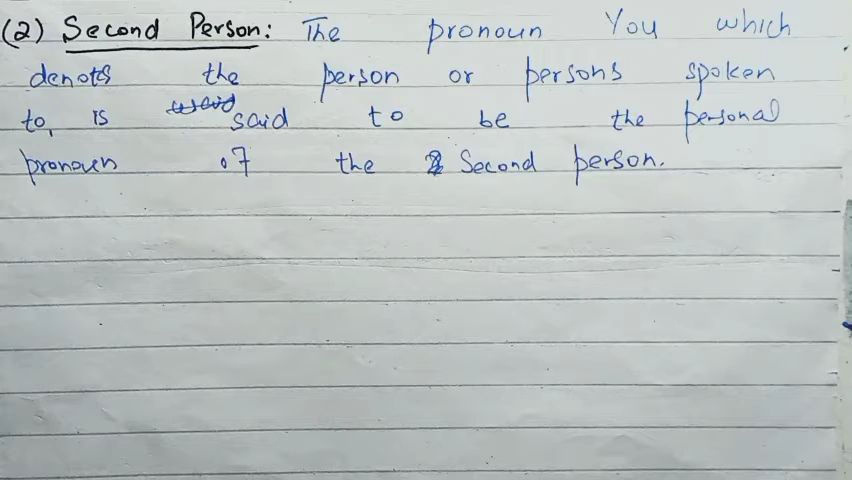 (2) Second Person: The pronoun You which
denots the person or persons spoken
to, is said to be the personal
pronoun of the Second person.